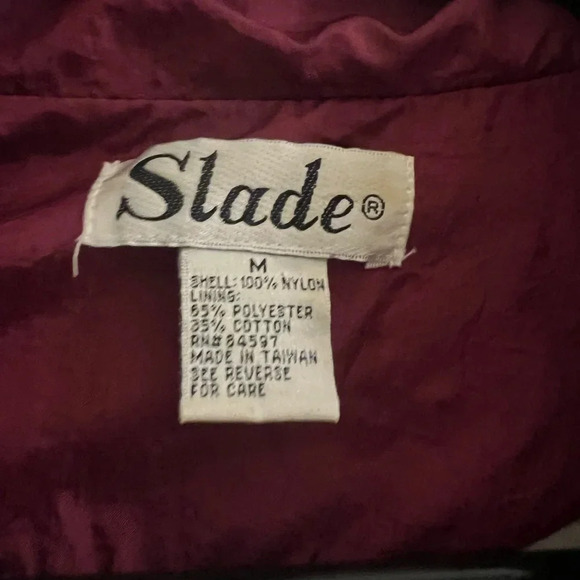 Slade®
M
SHELL: 100% NYLON
LINING:
65% POLYESTER
35% COTTON
RN# 84597
MADE IN TAIWAN
SEE REVERSE
FOR CARE